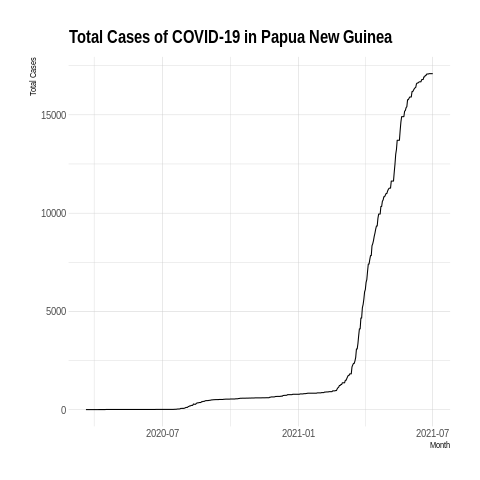 Total Cases of COVID-19 in Papua New Guinea
Total Cases
15000
10000
5000
0
2020-07
2021-01
2021-07
Month